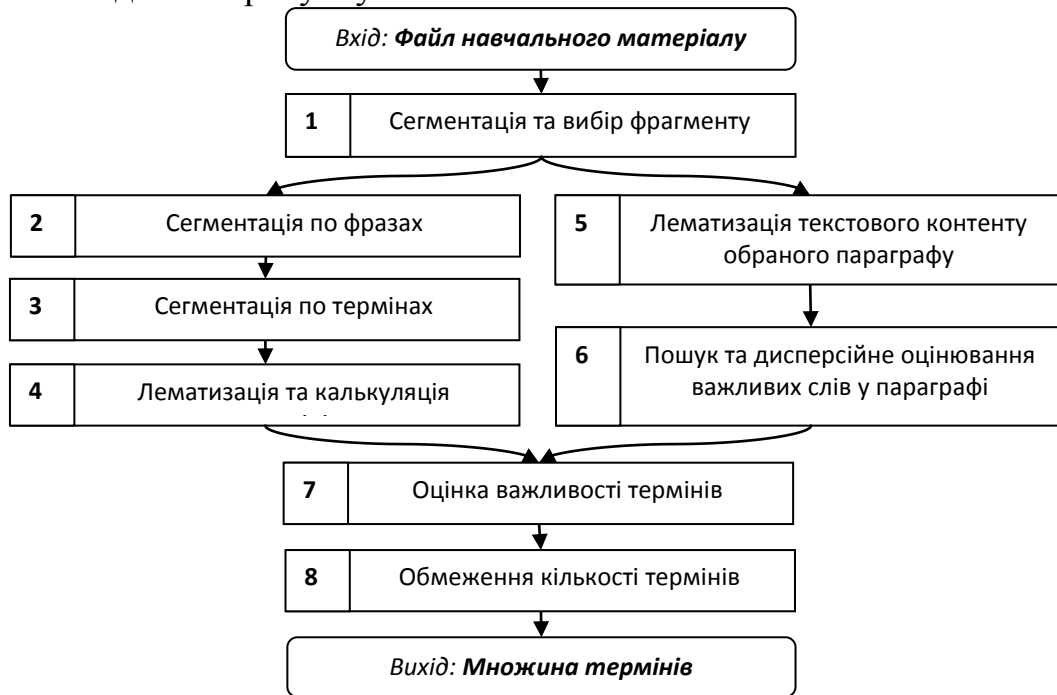 Вхід: Файл навчального матеріалу
1 Сегментація та вибір фрагменту
2 Сегментація по фразах
3 Сегментація по термінах
4 Лематизація та калькуляція
5 Лематизація текстового контенту
обраного параграфу
6 Пошук та дисперсійне оцінювання
важливих слів у параграфі
7 Оцінка важливості термінів
8 Обмеження кількості термінів
Вихід: Множина термінів